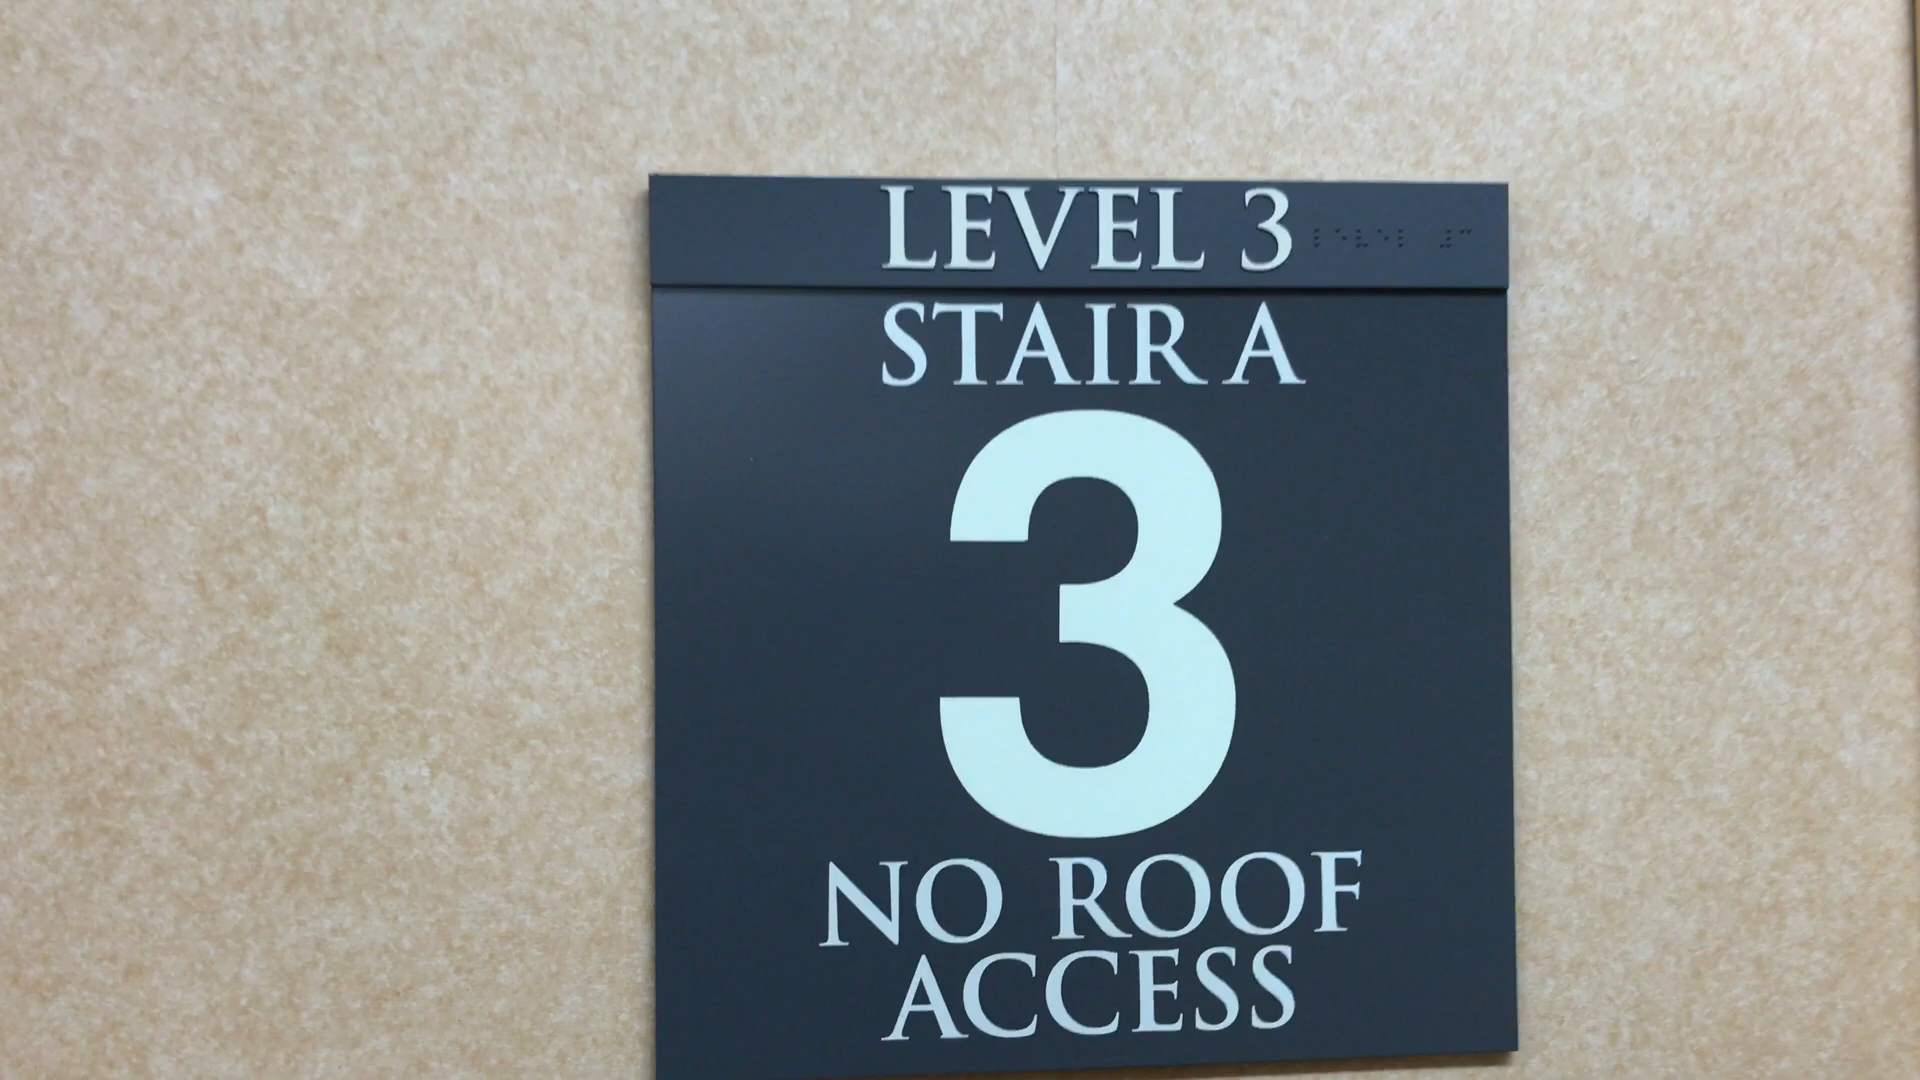 LEVEL 3
STAIR A
3
NO ROOF
ACCESS